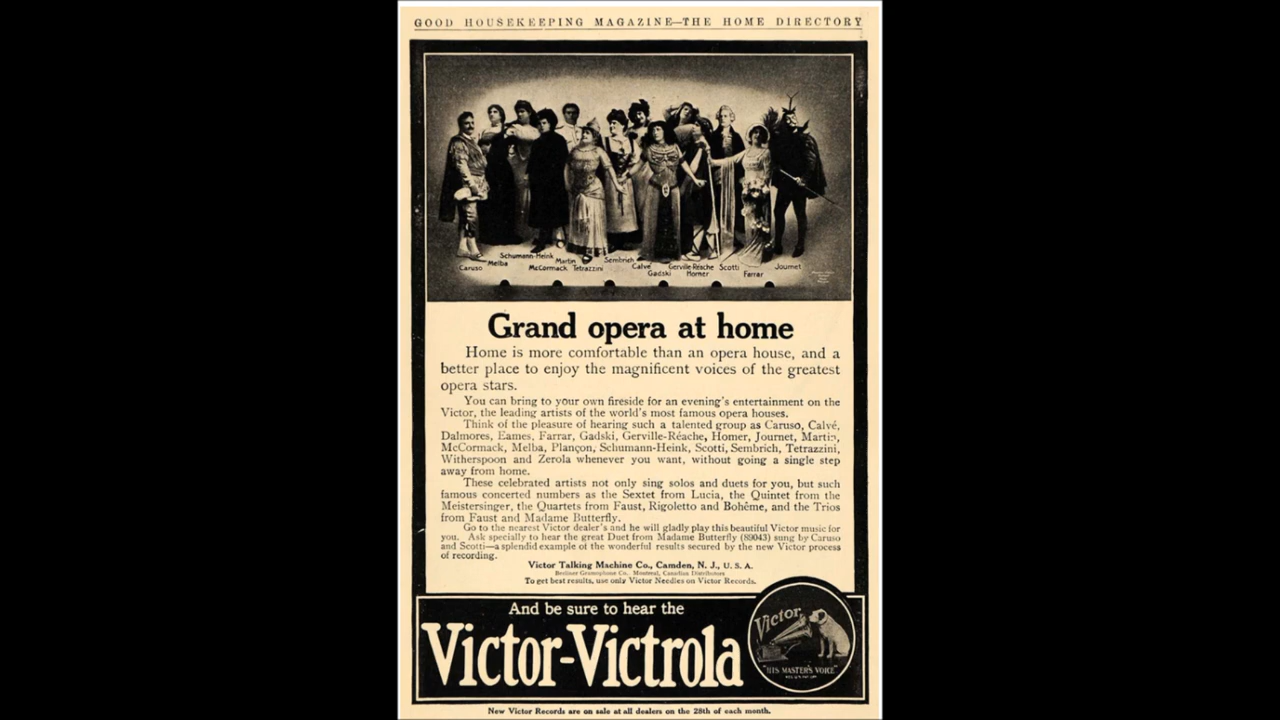 GOOD HOUSEKEEPING MAGAZINE—THE HOME DIRECTORY
Caruso
Melba
Schumann-Heink
McCormack
Martin
Tetrazzini
Sembrich
Calvé
Gadski
Gerville-Réache
Homer
Scotti
Farrar
Journet
Grand opera at home
Home is more comfortable than an opera house, and a
better place to enjoy the magnificent voices of the greatest
opera stars.
You can bring to your own fireside for an evening's entertainment on the
Victor, the leading artists of the world's most famous opera houses.
Think of the pleasure of hearing such a talented group as Caruso, Calvé,
Dalmores, Eames, Farrar, Gadski, Gerville-Réache, Homer, Journet, Martin,
McCormack, Melba, Plançon, Schumann-Heink, Scotti, Sembrich, Tetrazzini,
Witherspoon and Zerola whenever you want, without going a single step
away from home.
These celebrated artists not only sing solos and duets for you, but such
famous concerted numbers as the Sextet from Lucia, the Quintet from the
Meistersinger, the Quartets from Faust, Rigoletto and Bohême, and the Trios
from Faust and Madame Butterfly.
Go to the nearest Victor dealer's and he will gladly play this beautiful Victor music for
you. Ask specially to hear the great Duet from Madame Butterfly (89043) sung by Caruso
and Scotti—a splendid example of the wonderful results secured by the new Victor process
of recording.
Victor Talking Machine Co., Camden, N. J., U. S. A.
Berliner Gramophone Co., Montreal, Canadian Distributors
To get best results, use only Victor Needles on Victor Records.
And be sure to hear the
Victor-Victrola
Victor
"HIS MASTER'S VOICE"
REG. U.S. PAT. OFF.
New Victor Records are on sale at all dealers on the 28th of each month.